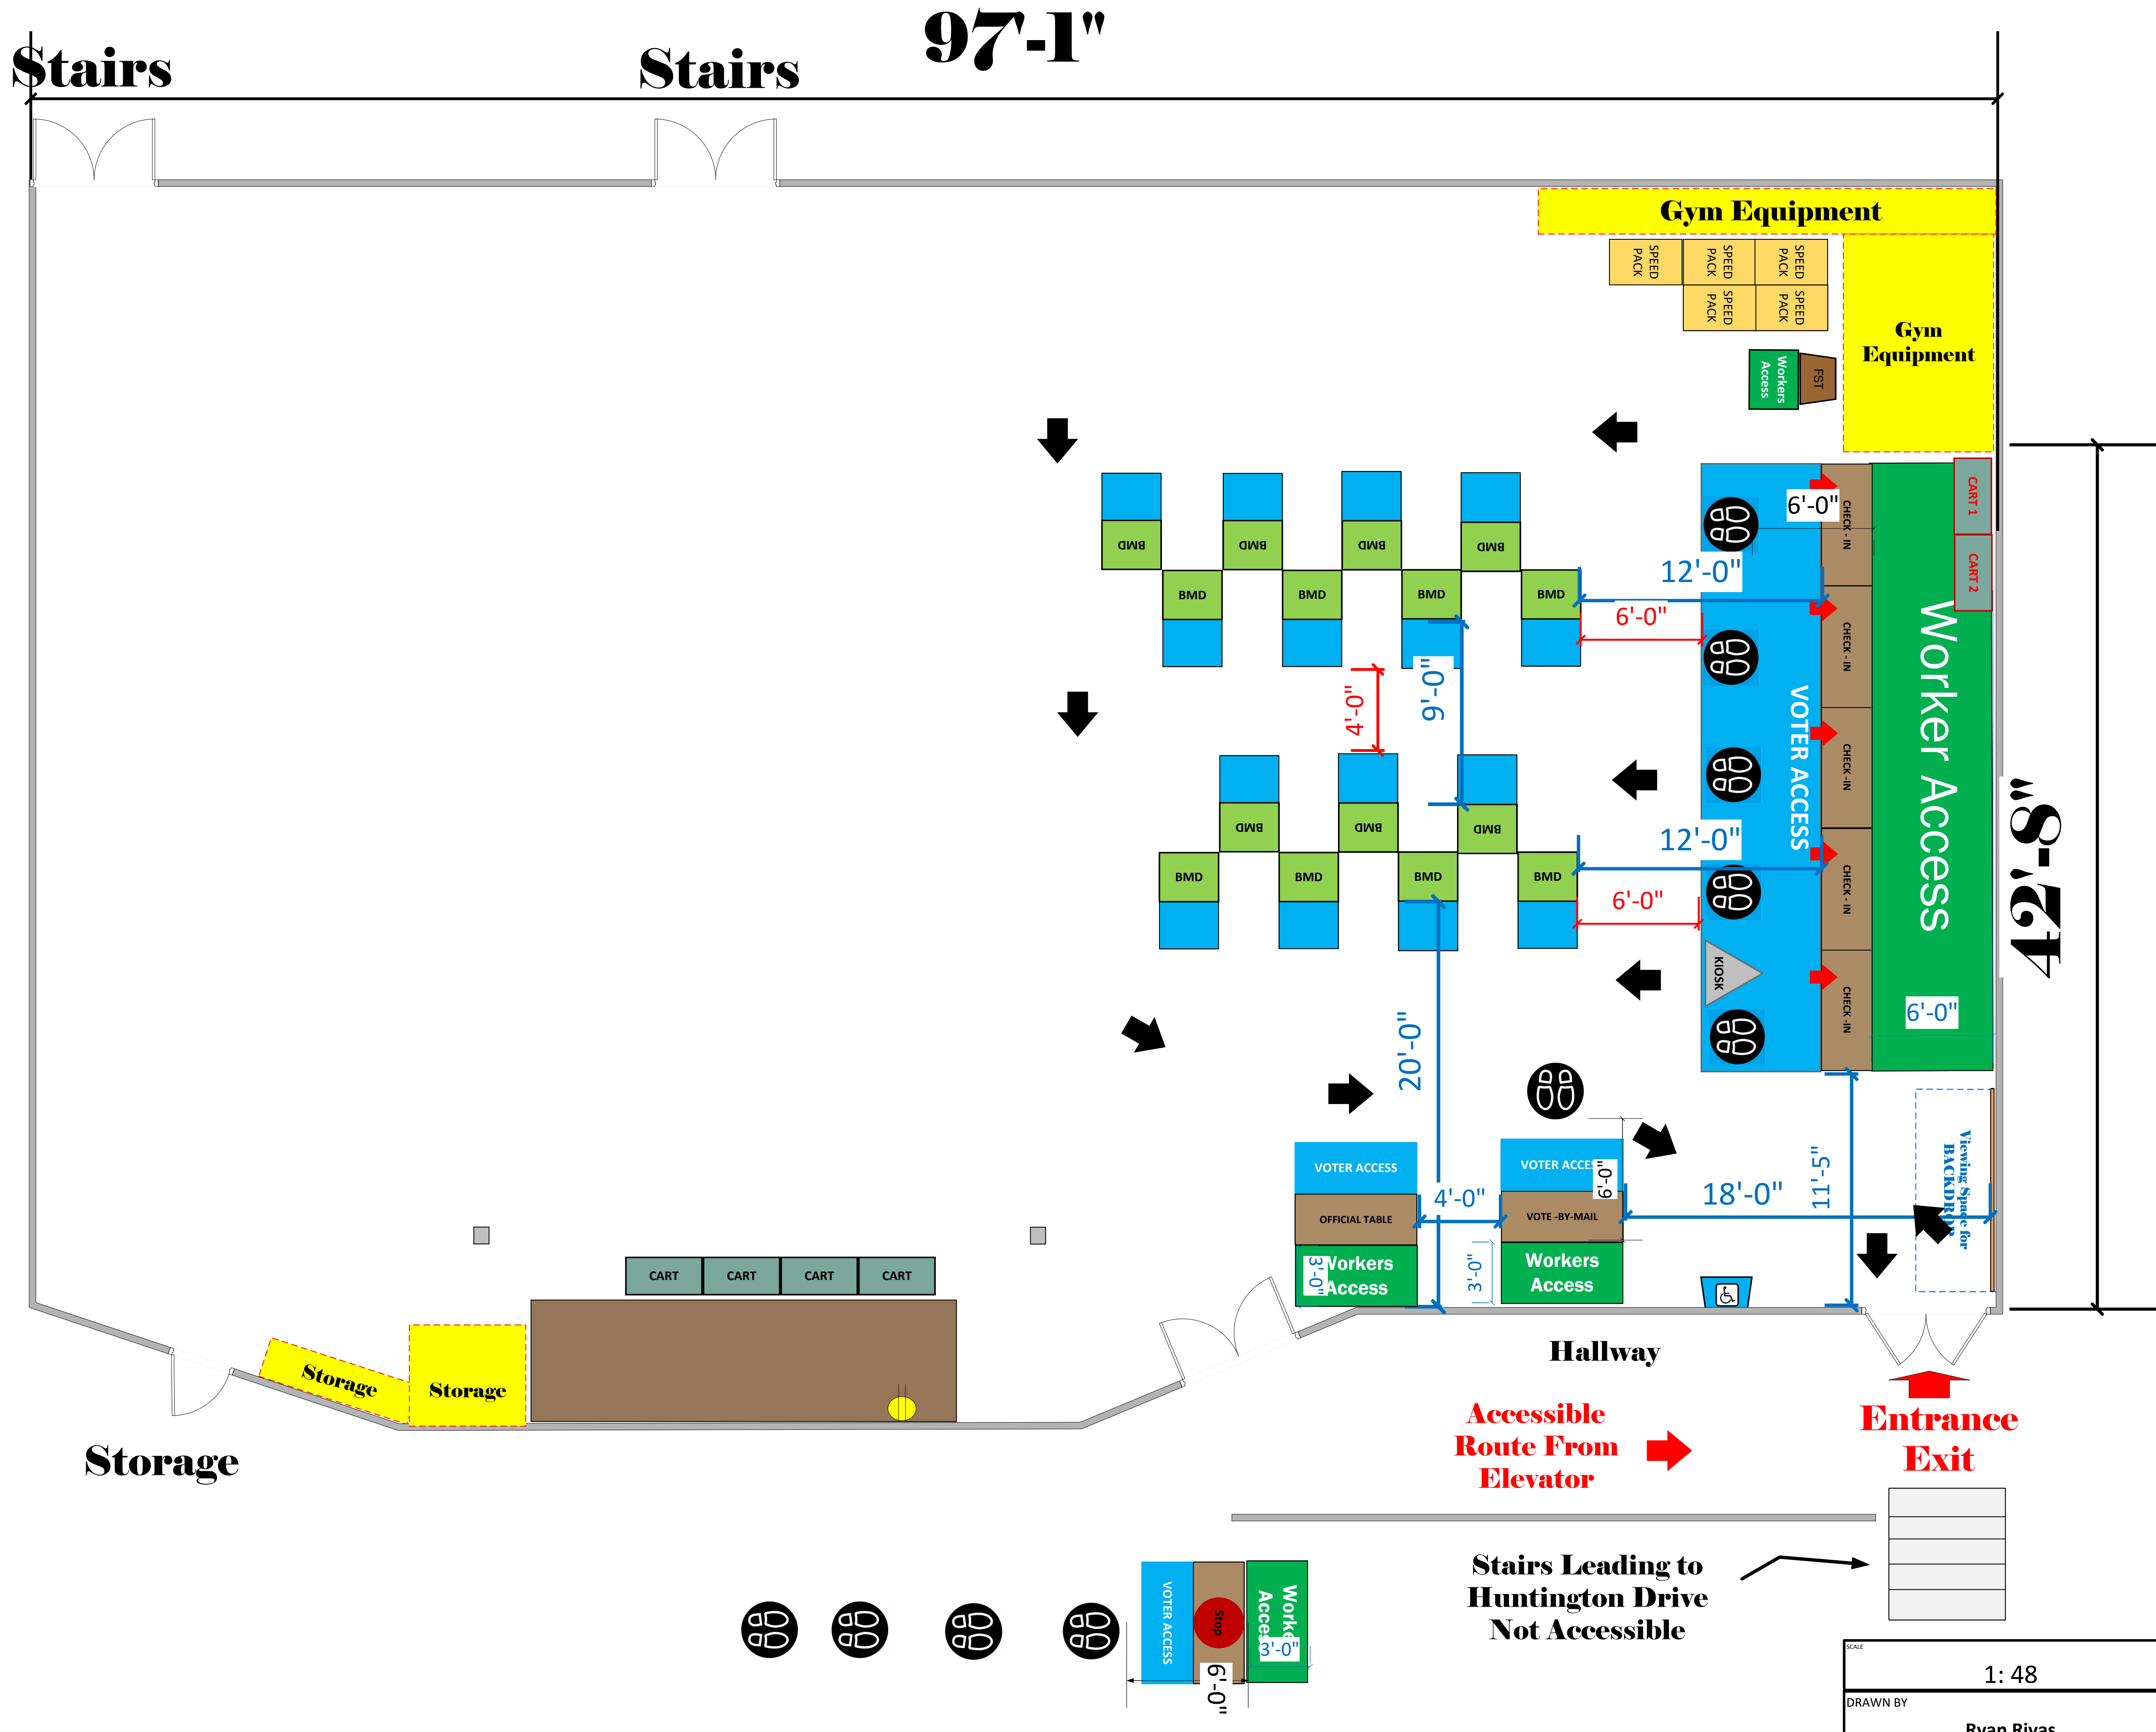 97'-1"
Stairs
Stairs
Gym Equipment
SPEED
PACK
SPEED
PACK
SPEED
PACK
SPEED
PACK
SPEED
PACK
Gym
Equipment
Workers
Access
FST
CART 1
CART 2
CHECK - IN
CHECK - IN
CHECK -IN
CHECK - IN
CHECK -IN
6'-0"
12'-0"
6'-0"
BMD
BMD
BMD
BMD
BMD
BMD
BMD
BMD
4'-0"
9'-0"
VOTER ACCESS
Worker Access
42'-8"
BMD
BMD
BMD
BMD
BMD
BMD
BMD
12'-0"
6'-0"
KIOSK
6'-0"
20'-0"
VOTER ACCESS
OFFICIAL TABLE
Workers
Access
3'-0"
4'-0"
VOTER ACCESS
VOTE -BY-MAIL
Workers
Access
3'-0"
6'-0"
18'-0"
11'-5"
Viewing Space for
BACKDROP
CART
CART
CART
CART
Storage
Storage
Storage
Hallway
Accessible
Route From
Elevator
Entrance
Exit
Stairs Leading to
Huntington Drive
Not Accessible
VOTER ACCESS
Stop
Workers
Access
3'-0"
6'-0"
SCALE
1: 48
DRAWN BY
Ryan Rivas